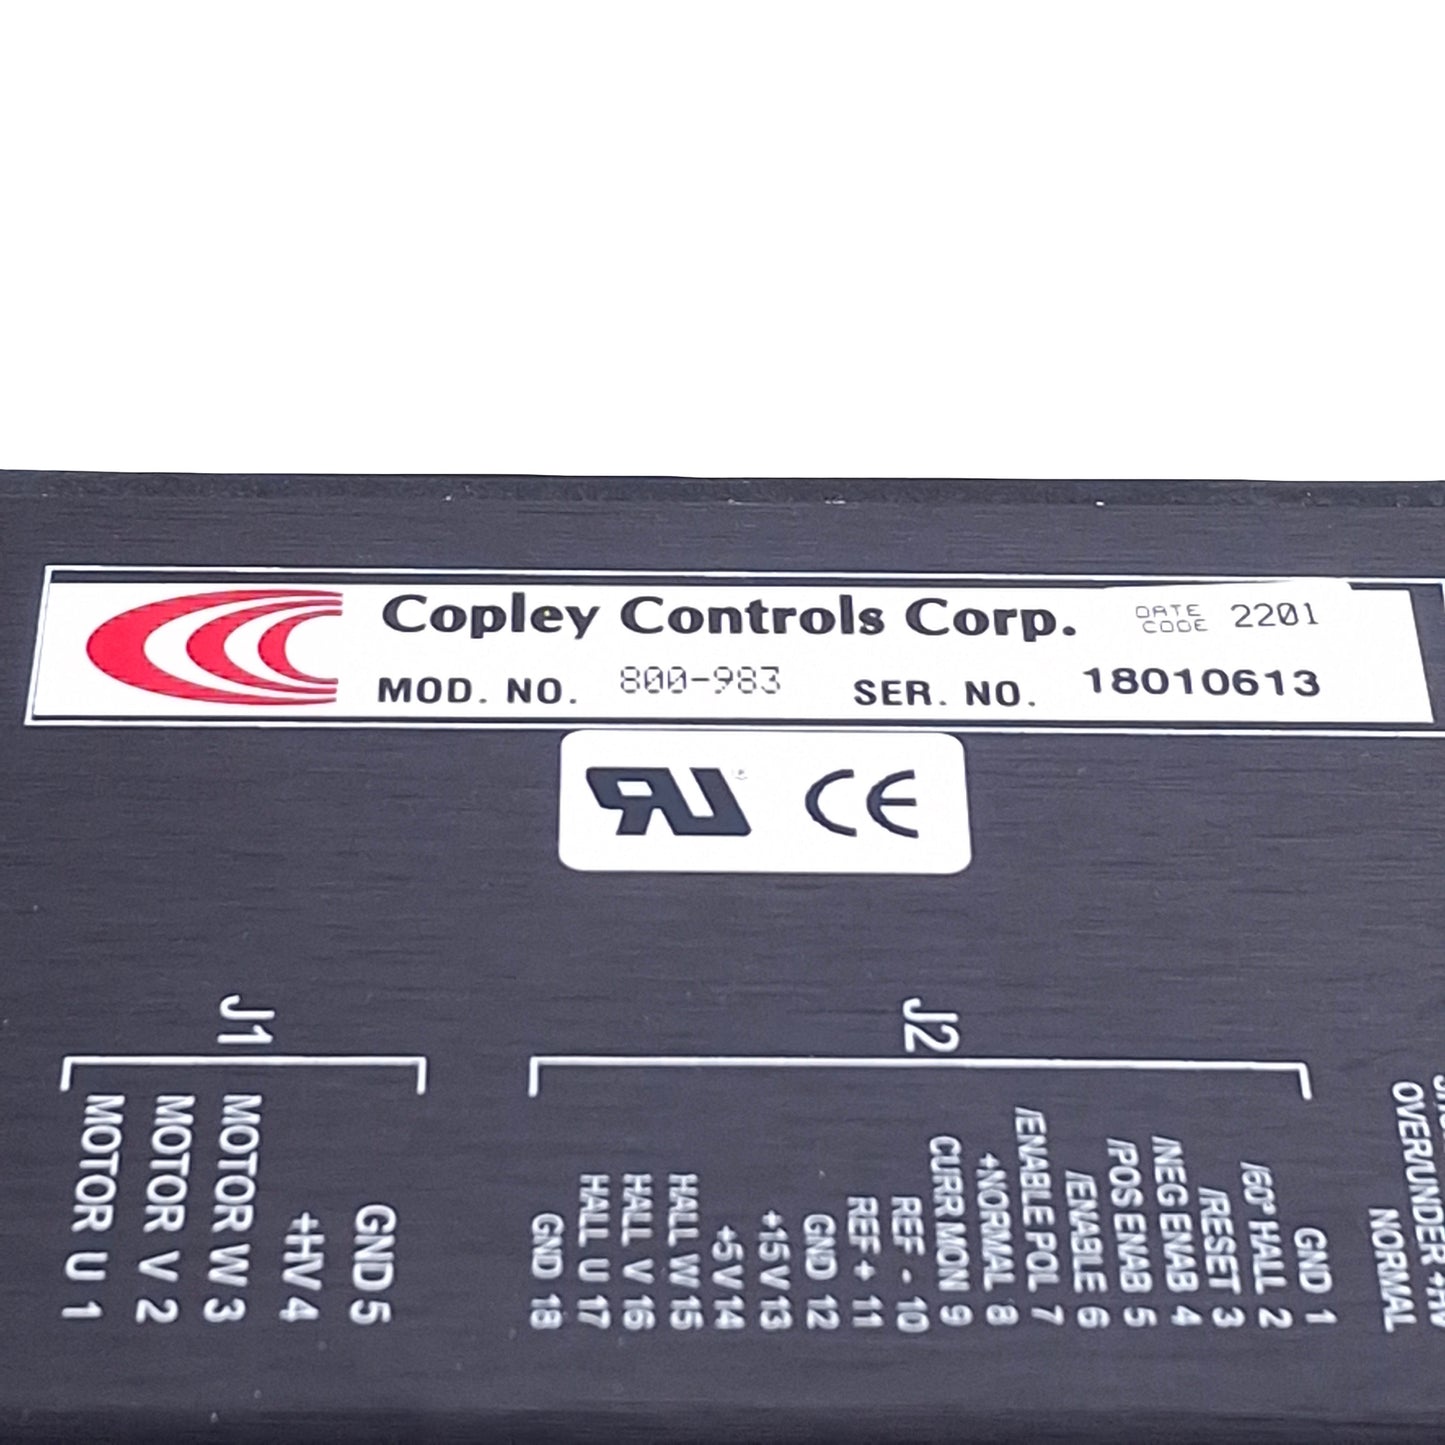 Copley Controls Corp.
DATE CODE 2201
MOD. NO. 800-983
SER. NO. 18010613
CE
J1
MOTOR U 1
MOTOR V 2
MOTOR W 3
+HV 4
GND 5
J2
GND 18
HALL U 17
HALL V 16
HALL W 15
+5V 14
+15V 13
GND 12
REF + 11
REF - 10
CURR MON 9
+NORMAL 8
/ENABLE POL 7
/ENABLE 6
/POS ENAB 5
/NEG ENAB 4
/RESET 3
/60° HALL 2
GND 1
NORMAL
OVER/UNDER +HV